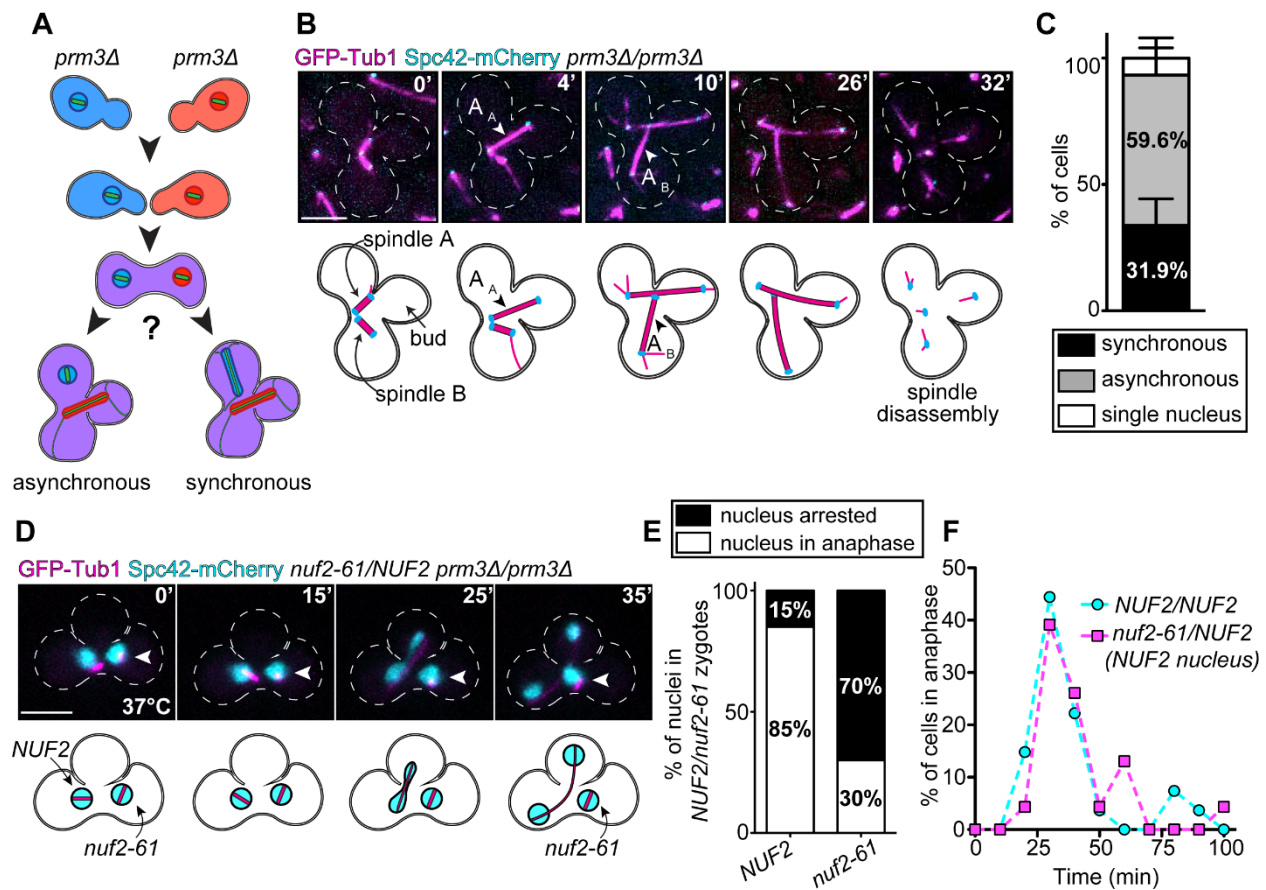 A
prm3Δ prm3Δ
?
asynchronous synchronous
B
GFP-Tub1 Spc42-mCherry prm3Δ/prm3Δ
0' 4' 10' 26' 32'
A A
A B
spindle A
A A
bud
A B
spindle B
spindle disassembly
C
% of cells
100
50
0
59.6%
31.9%
synchronous
asynchronous
single nucleus
D
GFP-Tub1 Spc42-mCherry nuf2-61/NUF2 prm3Δ/prm3Δ
0' 15' 25' 35'
37°C
NUF2
nuf2-61 nuf2-61
E
nucleus arrested
nucleus in anaphase
% of nuclei in
NUF2/nuf2-61 zygotes
100
50
0
15%
85%
70%
30%
NUF2 nuf2-61
F
% of cells in anaphase
50
40
30
20
10
0
NUF2/NUF2
nuf2-61/NUF2
(NUF2 nucleus)
0 25 50 75 100
Time (min)